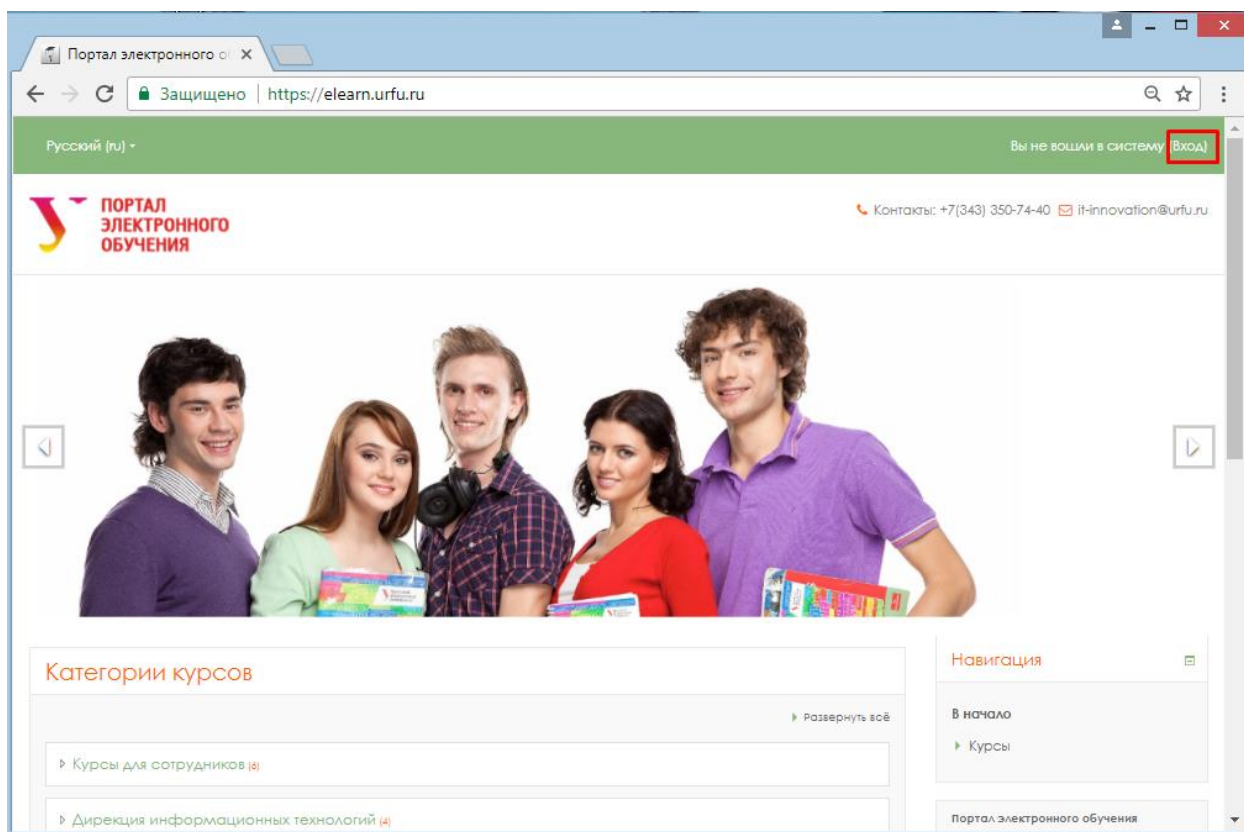 Портал электронного о
Защищено | https://elearn.urfu.ru
Русский (ru)
Вы не вошли в систему (Вход)
ПОРТАЛ
ЭЛЕКТРОННОГО
ОБУЧЕНИЯ
Контакты: +7(343) 350-74-40 it-innovation@urfu.ru
Категории курсов
Развернуть всё
Курсы для сотрудников (6)
Дирекция информационных технологий (4)
Навигация
В начало
Курсы
Портал электронного обучения